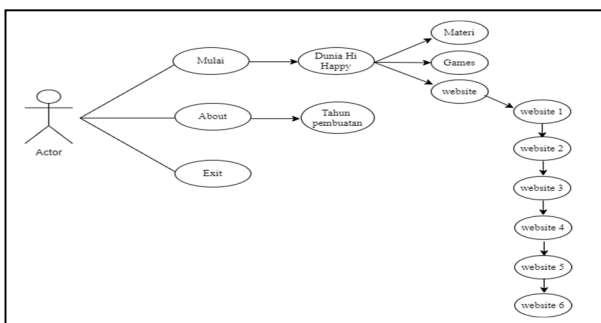 Materi
Dunia Hi
Happy
Mulai
Games
website
website 1
Tahun
pembuatan
About
website 2
Actor
Exit
website 3
website 4
website 5
website 6